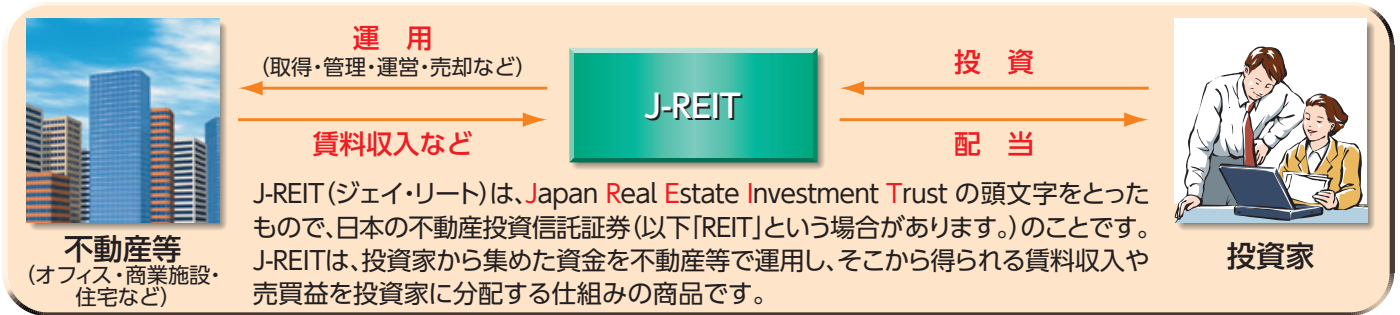 運 用
(取得・管理・運営・売却など)
賃料収入など
J-REIT
投 資
配 当
不動産等
(オフィス・商業施設・
住宅など)
J-REIT(ジェイ・リート)は、Japan Real Estate Investment Trust の頭文字をとった
もので、日本の不動産投資信託証券(以下「REIT」という場合があります。)のことです。
J-REITは、投資家から集めた資金を不動産等で運用し、そこから得られる賃料収入や
売買益を投資家に分配する仕組みの商品です。
投資家